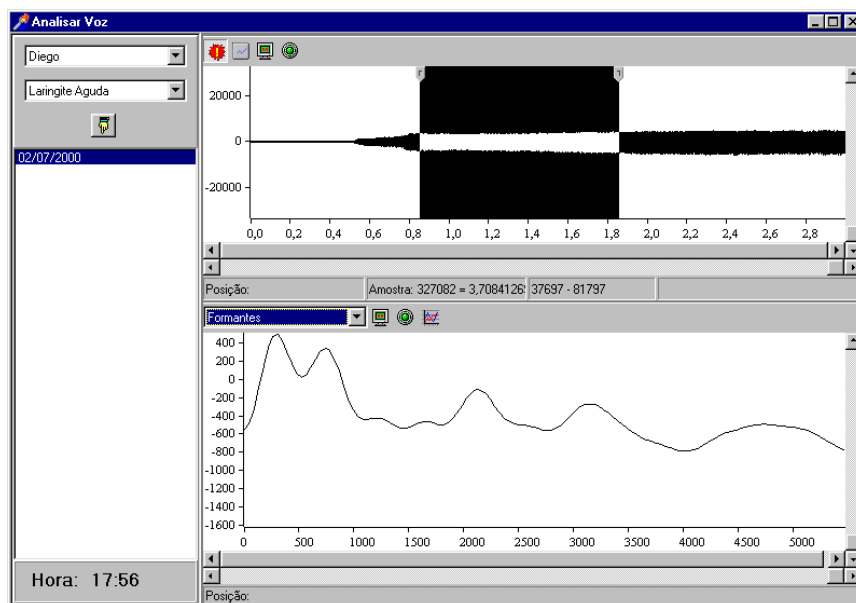 Analisar Voz
Diego
Laringite Aguda
02/07/2000
Hora: 17:56
20000
0
-20000
0,0 0,2 0,4 0,6 0,8 1,0 1,2 1,4 1,6 1,8 2,0 2,2 2,4 2,6 2,8
Posição: Amostra: 327082 = 3,7084126 37697 - 81797
Formantes
400
200
0
-200
-400
-600
-800
-1000
-1200
-1400
-1600
0 500 1000 1500 2000 2500 3000 3500 4000 4500 5000
Posição: